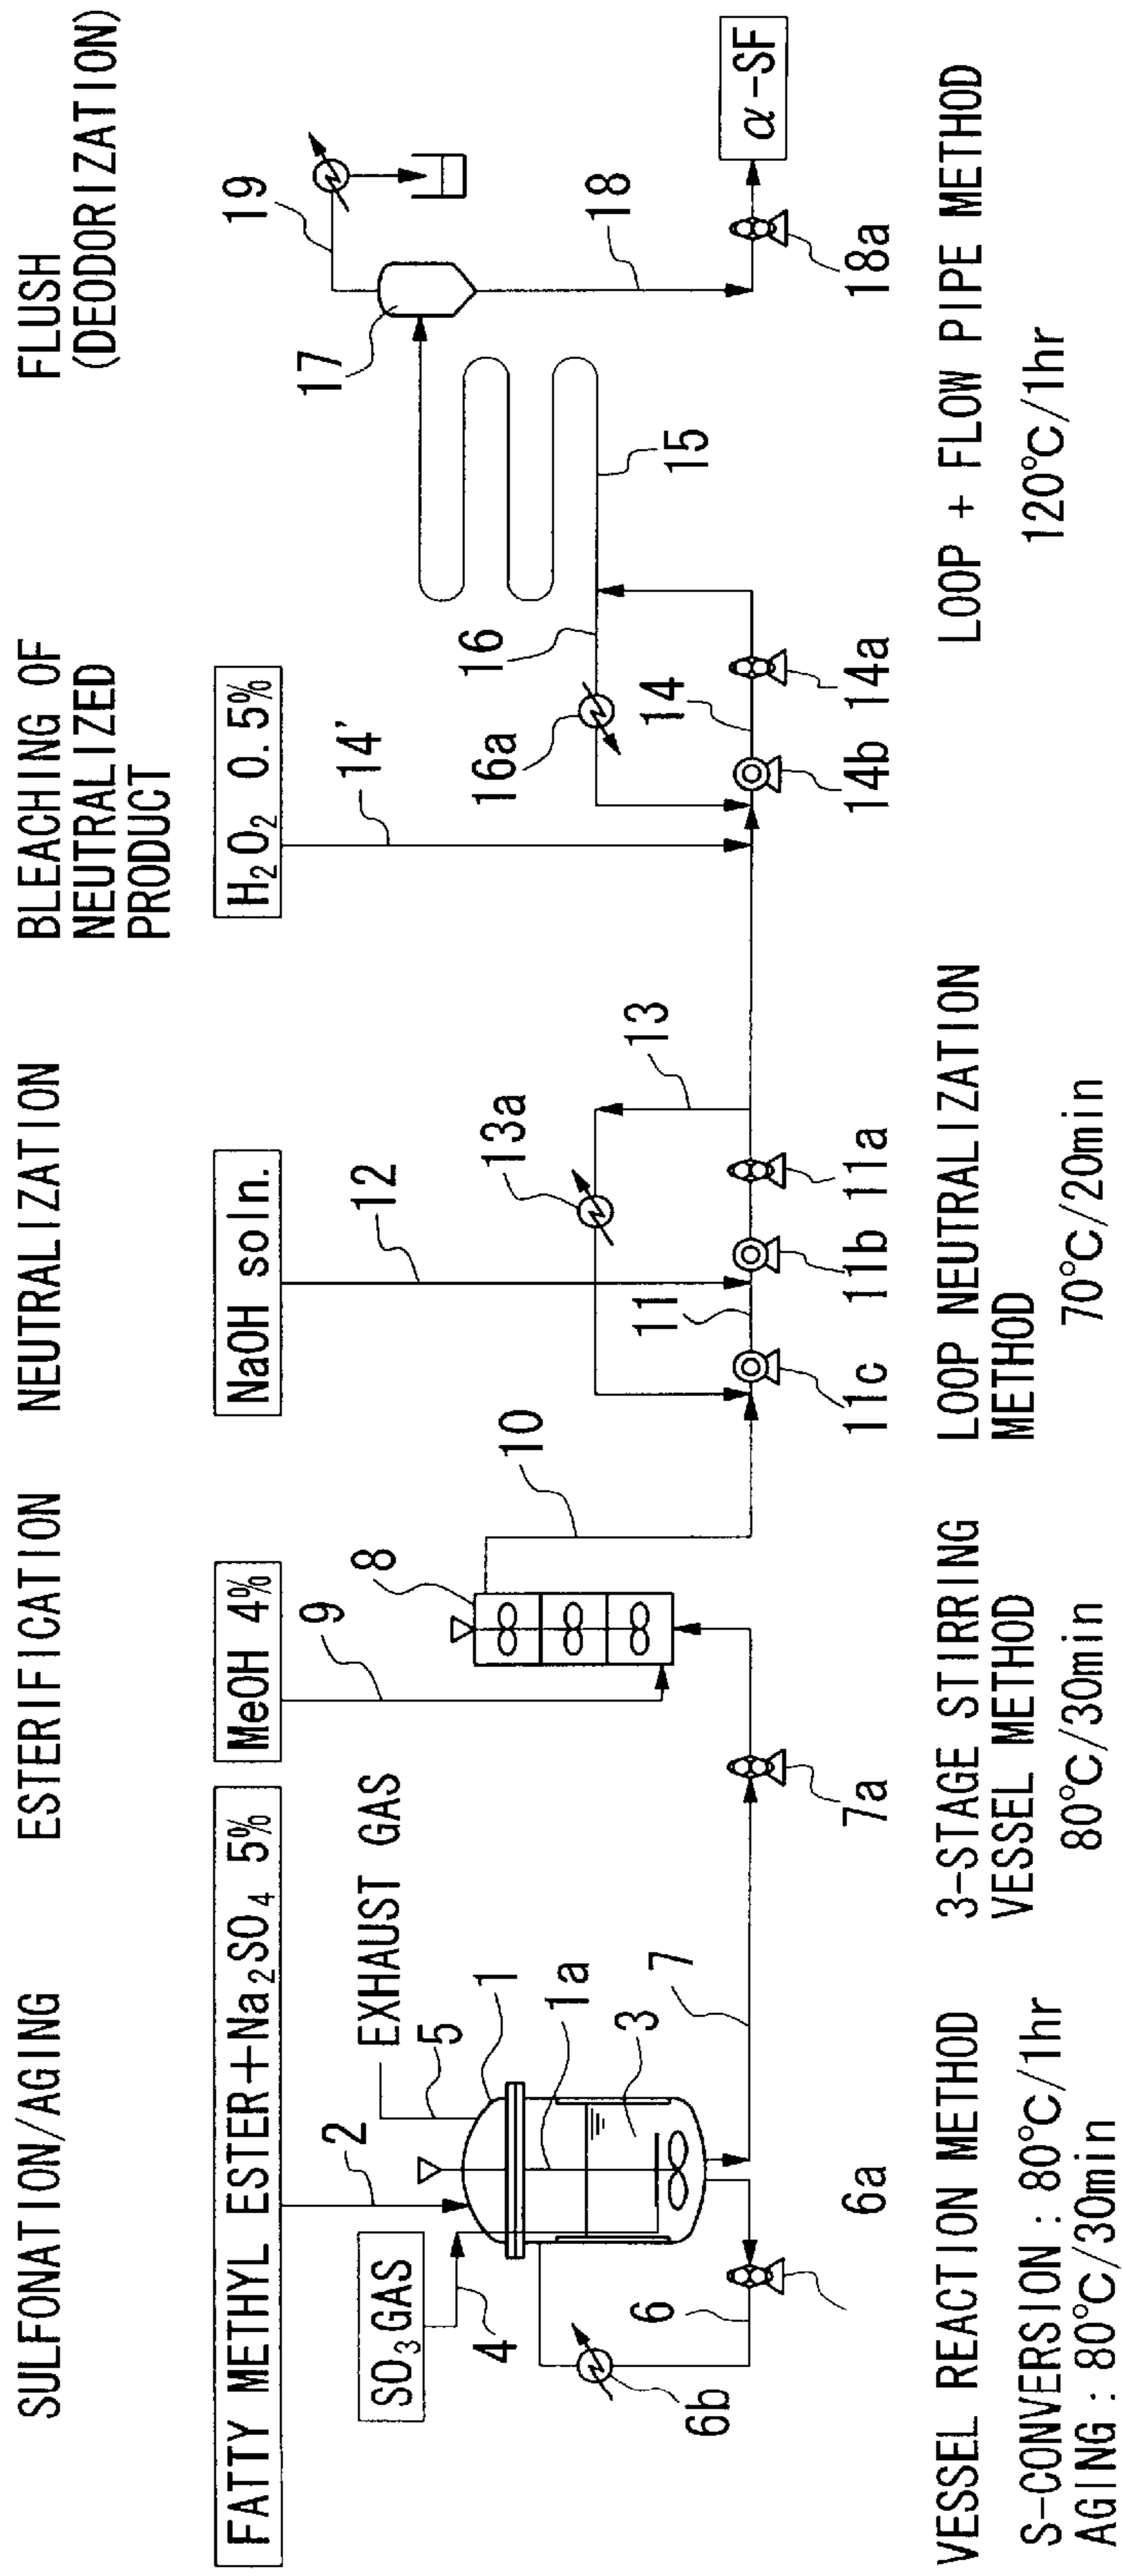 SULFONATION/AGING
ESTERIFICATION
NEUTRALIZATION
BLEACHING OF
NEUTRALIZED
PRODUCT
FLUSH
(DEODORIZATION)
FATTY METHYL ESTER+Na₂SO₄ 5%
MeOH 4%
NaOH soln.
H₂O₂ 0.5%
EXHAUST GAS
SO₃GAS
2
5
1
1a
3
4
6
6b
6a
7
7a
9
8
10
12
13a
13
11
11c
11b
11a
14'
16
16a
14
14b
14a
15
17
19
18
18a
α-SF
VESSEL REACTION METHOD
S-CONVERSION:80℃/1hr
AGING:80℃/30min
3-STAGE STIRRING
VESSEL METHOD
80℃/30min
LOOP NEUTRALIZATION
METHOD
70℃/20min
LOOP + FLOW PIPE METHOD
120℃/1hr